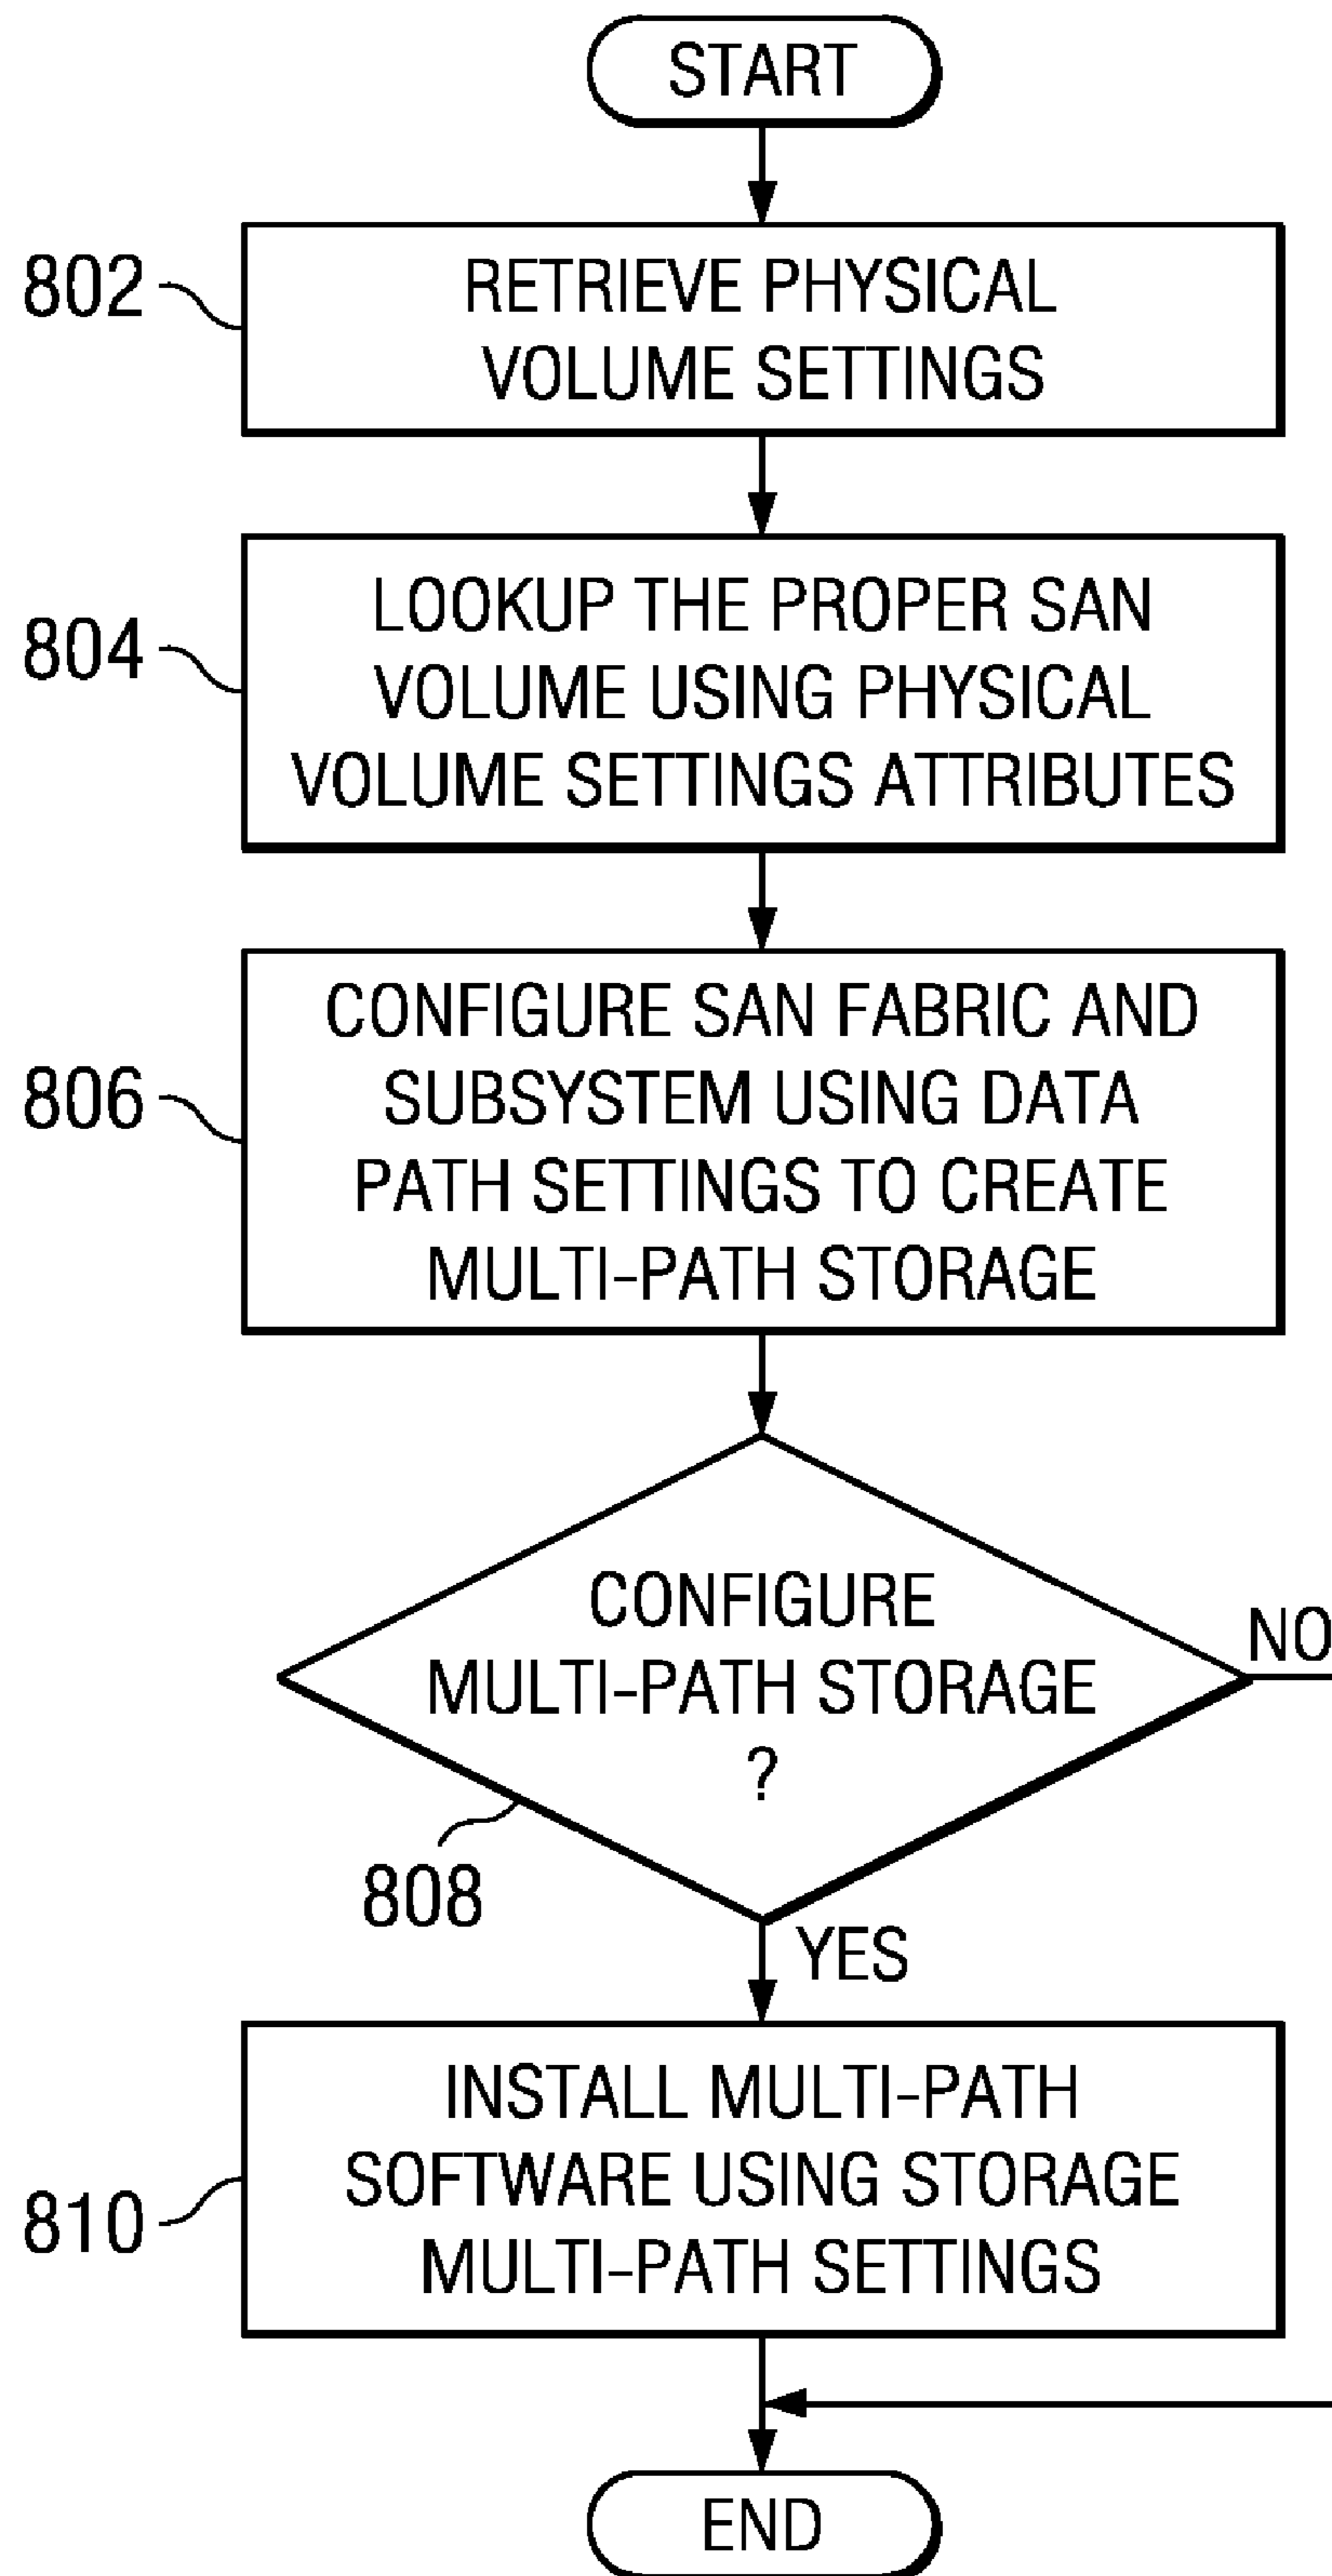 START
802
RETRIEVE PHYSICAL
VOLUME SETTINGS
804
LOOKUP THE PROPER SAN
VOLUME USING PHYSICAL
VOLUME SETTINGS ATTRIBUTES
806
CONFIGURE SAN FABRIC AND
SUBSYSTEM USING DATA
PATH SETTINGS TO CREATE
MULTI-PATH STORAGE
CONFIGURE
MULTI-PATH STORAGE
?
NO
808
YES
810
INSTALL MULTI-PATH
SOFTWARE USING STORAGE
MULTI-PATH SETTINGS
END